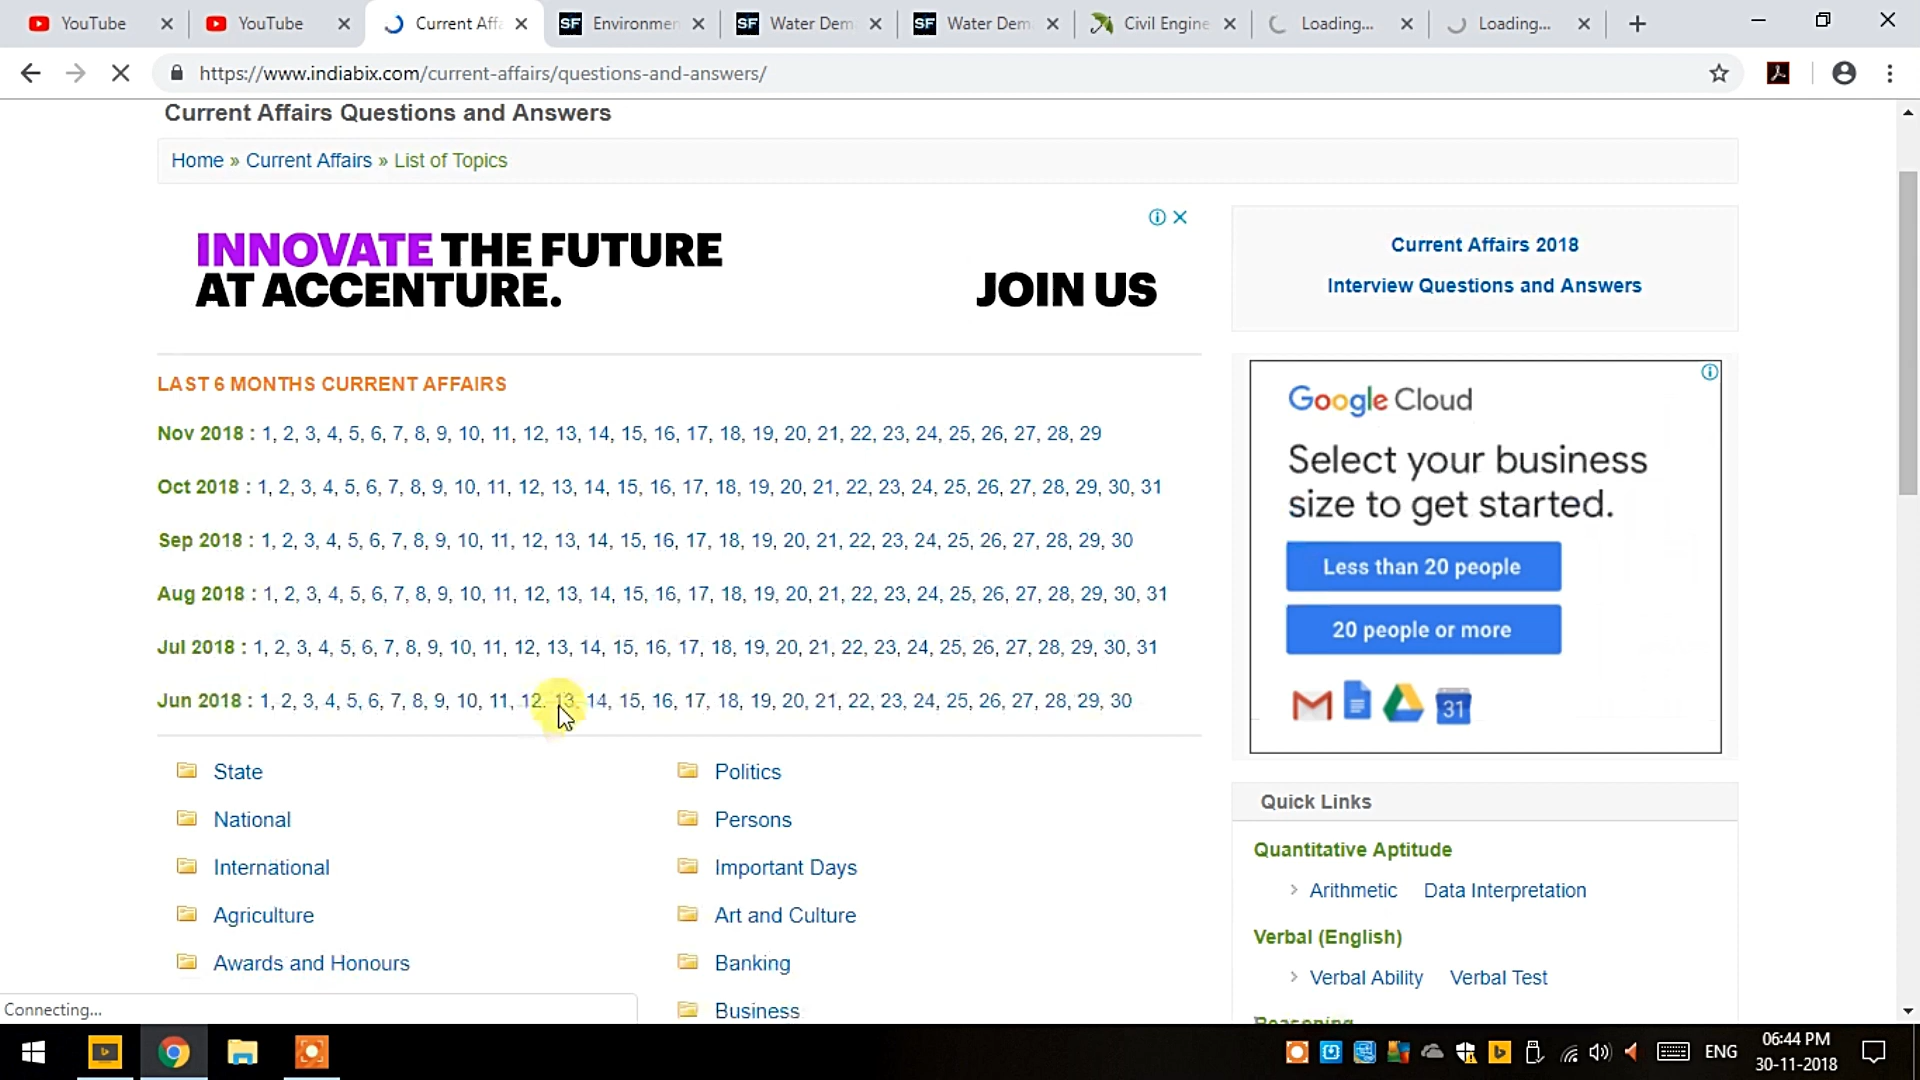 YouTube
YouTube
Current Affa
Environmen
Water Dem
Water Dem
Civil Engine
Loading...
Loading...
https://www.indiabix.com/current-affairs/questions-and-answers/
Current Affairs Questions and Answers
Home » Current Affairs » List of Topics
INNOVATE THE FUTURE
AT ACCENTURE.
JOIN US
Current Affairs 2018
Interview Questions and Answers
LAST 6 MONTHS CURRENT AFFAIRS
Nov 2018 : 1, 2, 3, 4, 5, 6, 7, 8, 9, 10, 11, 12, 13, 14, 15, 16, 17, 18, 19, 20, 21, 22, 23, 24, 25, 26, 27, 28, 29
Oct 2018 : 1, 2, 3, 4, 5, 6, 7, 8, 9, 10, 11, 12, 13, 14, 15, 16, 17, 18, 19, 20, 21, 22, 23, 24, 25, 26, 27, 28, 29, 30, 31
Sep 2018 : 1, 2, 3, 4, 5, 6, 7, 8, 9, 10, 11, 12, 13, 14, 15, 16, 17, 18, 19, 20, 21, 22, 23, 24, 25, 26, 27, 28, 29, 30
Aug 2018 : 1, 2, 3, 4, 5, 6, 7, 8, 9, 10, 11, 12, 13, 14, 15, 16, 17, 18, 19, 20, 21, 22, 23, 24, 25, 26, 27, 28, 29, 30, 31
Jul 2018 : 1, 2, 3, 4, 5, 6, 7, 8, 9, 10, 11, 12, 13, 14, 15, 16, 17, 18, 19, 20, 21, 22, 23, 24, 25, 26, 27, 28, 29, 30, 31
Jun 2018 : 1, 2, 3, 4, 5, 6, 7, 8, 9, 10, 11, 12, 13, 14, 15, 16, 17, 18, 19, 20, 21, 22, 23, 24, 25, 26, 27, 28, 29, 30
Google Cloud
Select your business
size to get started.
Less than 20 people
20 people or more
31
State
National
International
Agriculture
Awards and Honours
Politics
Persons
Important Days
Art and Culture
Banking
Business
Quick Links
Quantitative Aptitude
Arithmetic Data Interpretation
Verbal (English)
Verbal Ability Verbal Test
Reasoning
Connecting...
ENG
06:44 PM
30-11-2018